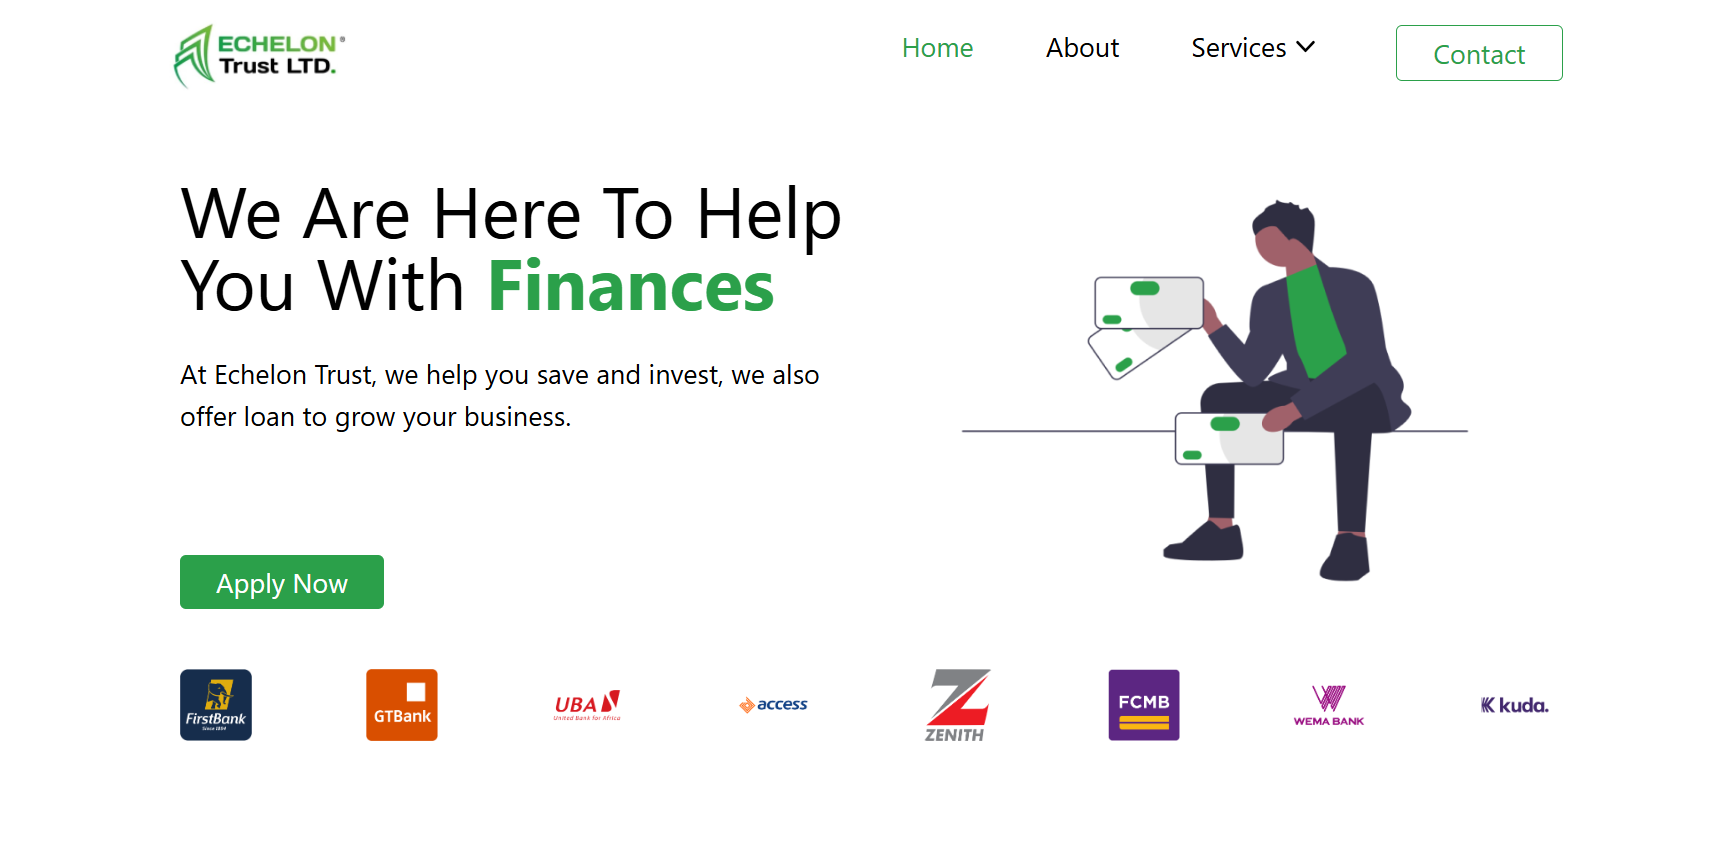 ECHELON®
Trust LTD.
Home About Services Contact
We Are Here To Help
You With Finances
At Echelon Trust, we help you save and invest, we also
offer loan to grow your business.
Apply Now
FirstBank
Since 1894
GTBank
UBA
United Bank for Africa
access
ZENITH
FCMB
WEMA BANK
kuda.